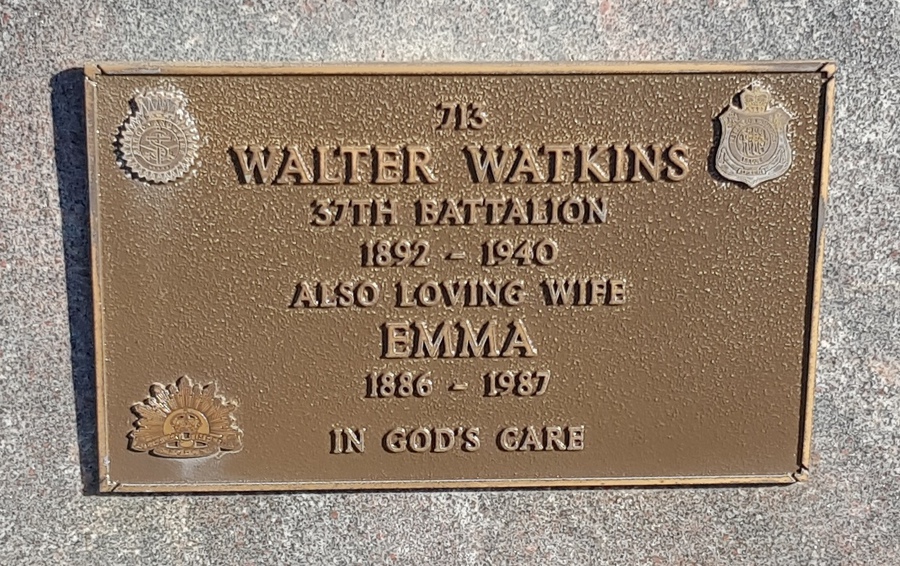 713
WALTER WATKINS
37TH BATTALION
1892 - 1940
ALSO LOVING WIFE
EMMA
1886 - 1987
IN GOD'S CARE